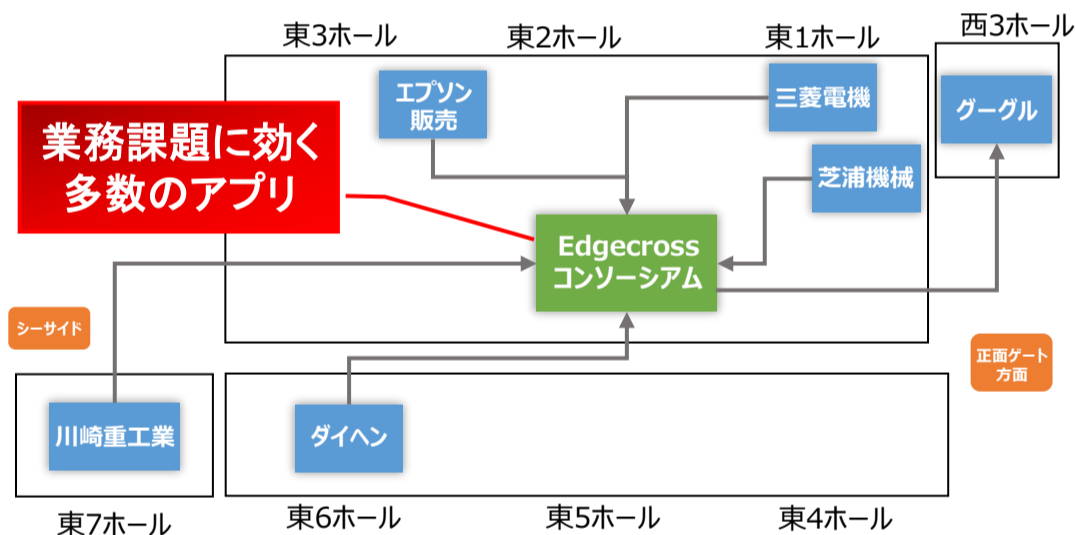 東3ホール
東2ホール
東1ホール
西3ホール
エプソン
販売
三菱電機
グーグル
業務課題に効く
多数のアプリ
芝浦機械
Edgecross
コンソーシアム
シーサイド
正面ゲート
方面
川崎重工業
ダイヘン
東7ホール
東6ホール
東5ホール
東4ホール